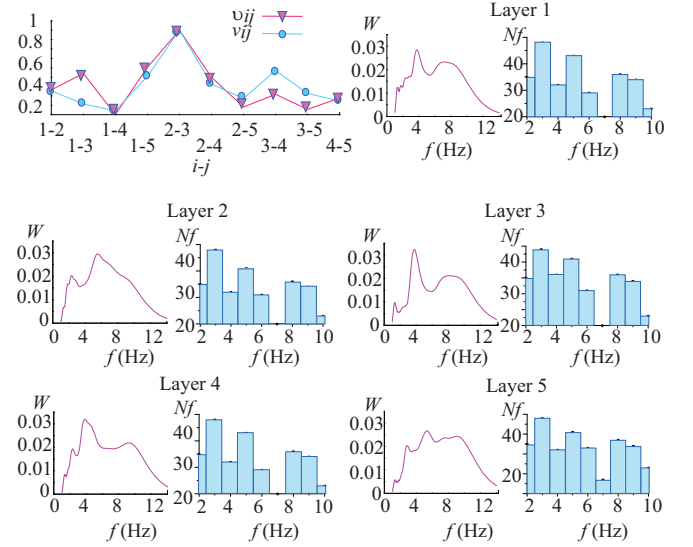 υij
νij
1
0.8
0.6
0.4
0.2
1-2 1-4 2-3 2-5 3-5
1-3 1-5 2-4 3-4 4-5
i-j
Layer 1
W
0.03
0.02
0.01
0
0 4 8 12
f (Hz)
Nf
40
30
20
2 4 6 8 10
f (Hz)
Layer 2
W
0.03
0.02
0.01
0
0 4 8 12
f (Hz)
Nf
40
30
20
2 4 6 8 10
f (Hz)
Layer 3
W
0.03
0.02
0.01
0
0 4 8 12
f (Hz)
Nf
40
30
20
2 4 6 8 10
f (Hz)
Layer 4
W
0.03
0.02
0.01
0
0 4 8 12
f (Hz)
Nf
40
30
20
2 4 6 8 10
f (Hz)
Layer 5
W
0.03
0.02
0.01
0
0 4 8 12
f (Hz)
Nf
40
30
20
2 4 6 8 10
f (Hz)